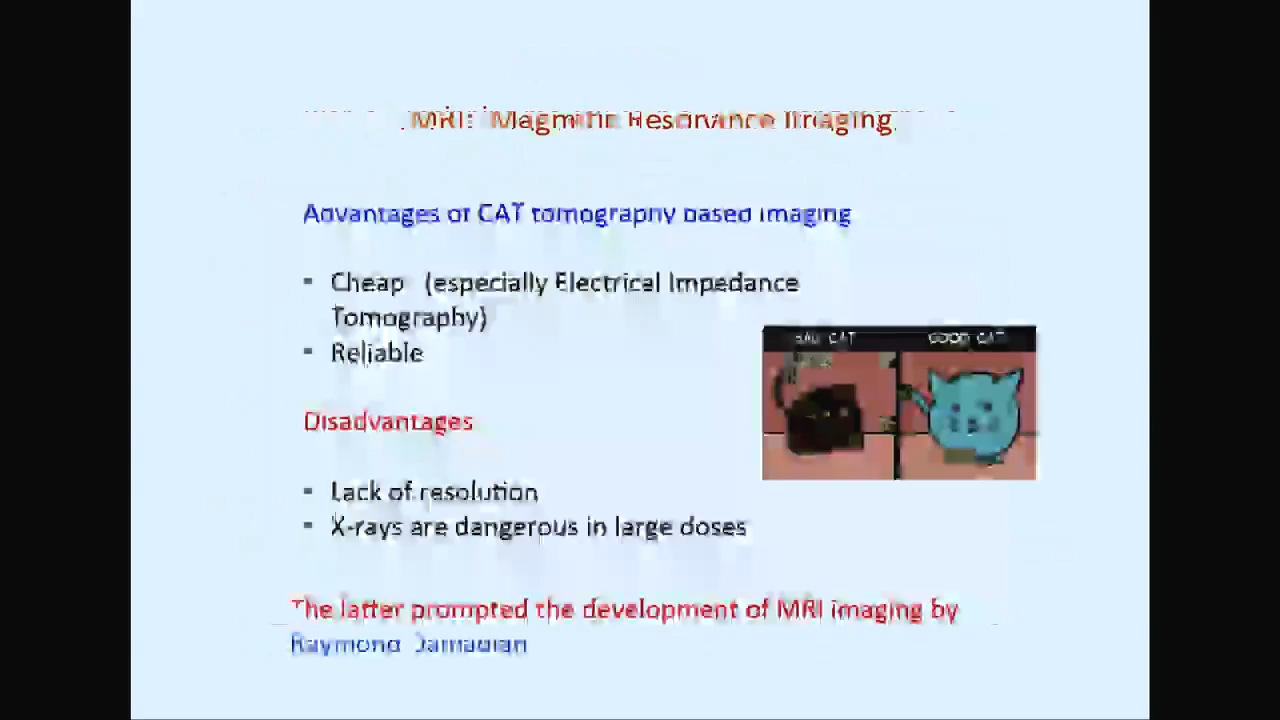 MRI: Magnetic Resonance Imaging
Advantages of CAT tomography based imaging
▪ Cheap (especially Electrical Impedance
Tomography)
▪ Reliable
BAD CAT
GOOD CAT
Disadvantages
▪ Lack of resolution
▪ X-rays are dangerous in large doses
The latter prompted the development of MRI imaging by
Raymond Damadian